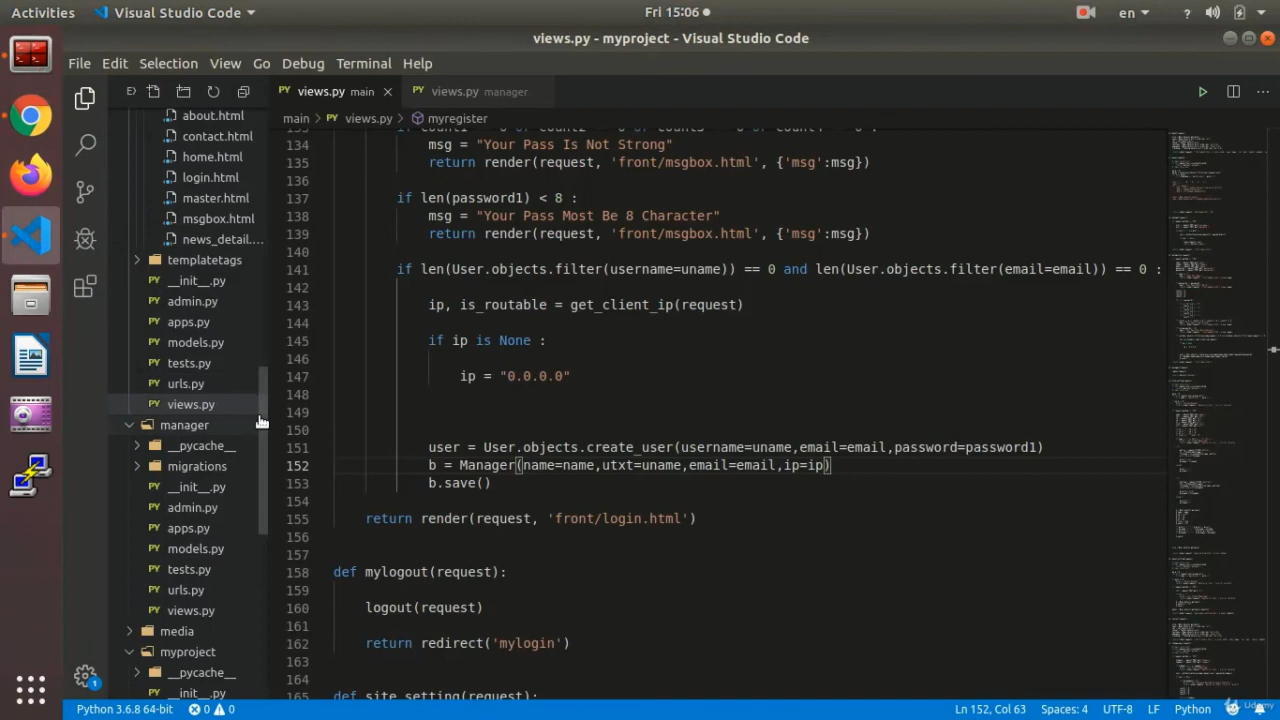 Activities Visual Studio Code Fri 15:06 en
views.py - myproject - Visual Studio Code
File Edit Selection View Go Debug Terminal Help
views.py main views.py manager
main views.py myregister
about.html
contact.html
home.html
login.html
master.html
msgbox.html
news_detail....
templatetags
__init__.py
admin.py
apps.py
models.py
tests.py
urls.py
views.py
manager
__pycache__
migrations
__init__.py
admin.py
apps.py
models.py
tests.py
urls.py
views.py
media
myproject
__pycache__
__init__.py
134 msg = "Your Pass Is Not Strong"
135 return render(request, 'front/msgbox.html', {'msg':msg})
136
137 if len(password1) < 8 :
138 msg = "Your Pass Most Be 8 Character"
139 return render(request, 'front/msgbox.html', {'msg':msg})
140
141 if len(User.objects.filter(username=uname)) == 0 and len(User.objects.filter(email=email)) == 0 :
142
143 ip, is_routable = get_client_ip(request)
144
145 if ip is None :
146
147 ip = "0.0.0.0"
148
149
150
151 user = User.objects.create_user(username=uname,email=email,password=password1)
152 b = Manager(name=name,utxt=uname,email=email,ip=ip)
153 b.save()
154
155 return render(request, 'front/login.html')
156
157
158 def mylogout(request):
159
160 logout(request)
161
162 return redirect('mylogin')
163
164
165 def site_setting(request):
Python 3.6.8 64-bit 0 0 Ln 152, Col 63 Spaces: 4 UTF-8 LF Python
Udemy